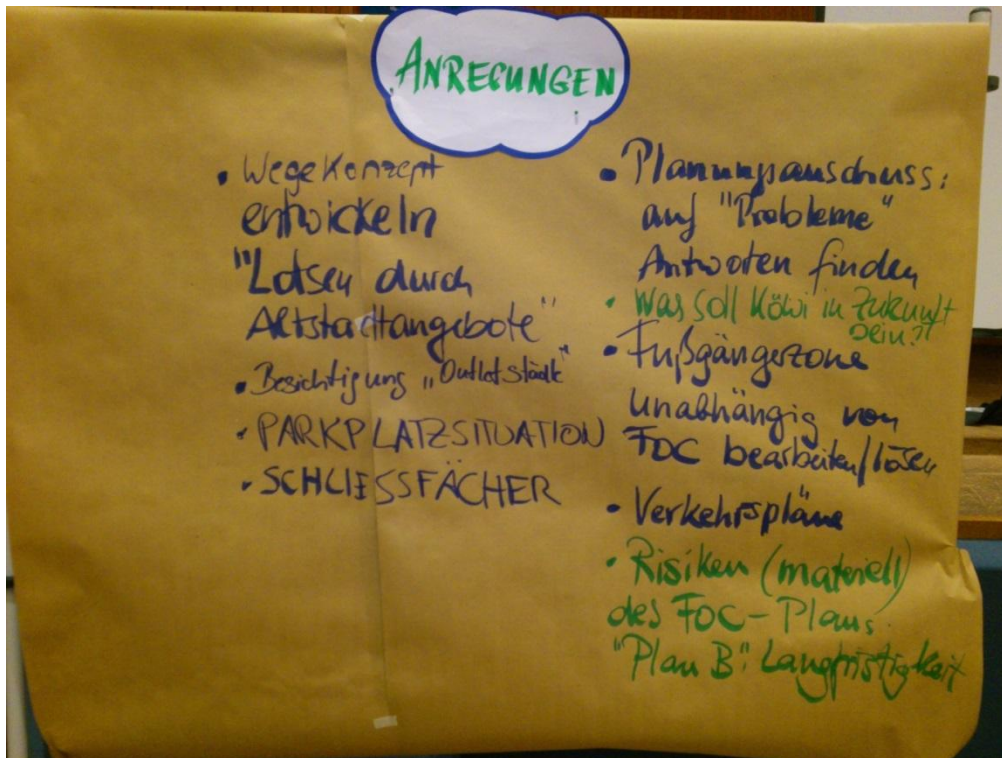 ANREGUNGEN
• Wegekonzept
entwickeln
"Lotsen durch
Altstadtangebote"
• Besichtigung „Outletstädte"
• PARKPLATZSITUATION
• SCHLIESSFÄCHER
• Planungsausschuss:
auf "Probleme"
Antworten finden
• Was soll Köwi in Zukunft
sein?!
• Fußgängerzone
unabhängig von
FOC bearbeiten/lösen
• Verkehrspläne
• Risiken (materiell)
des FOC-Plans:
"Plan B": Langfristigkeit